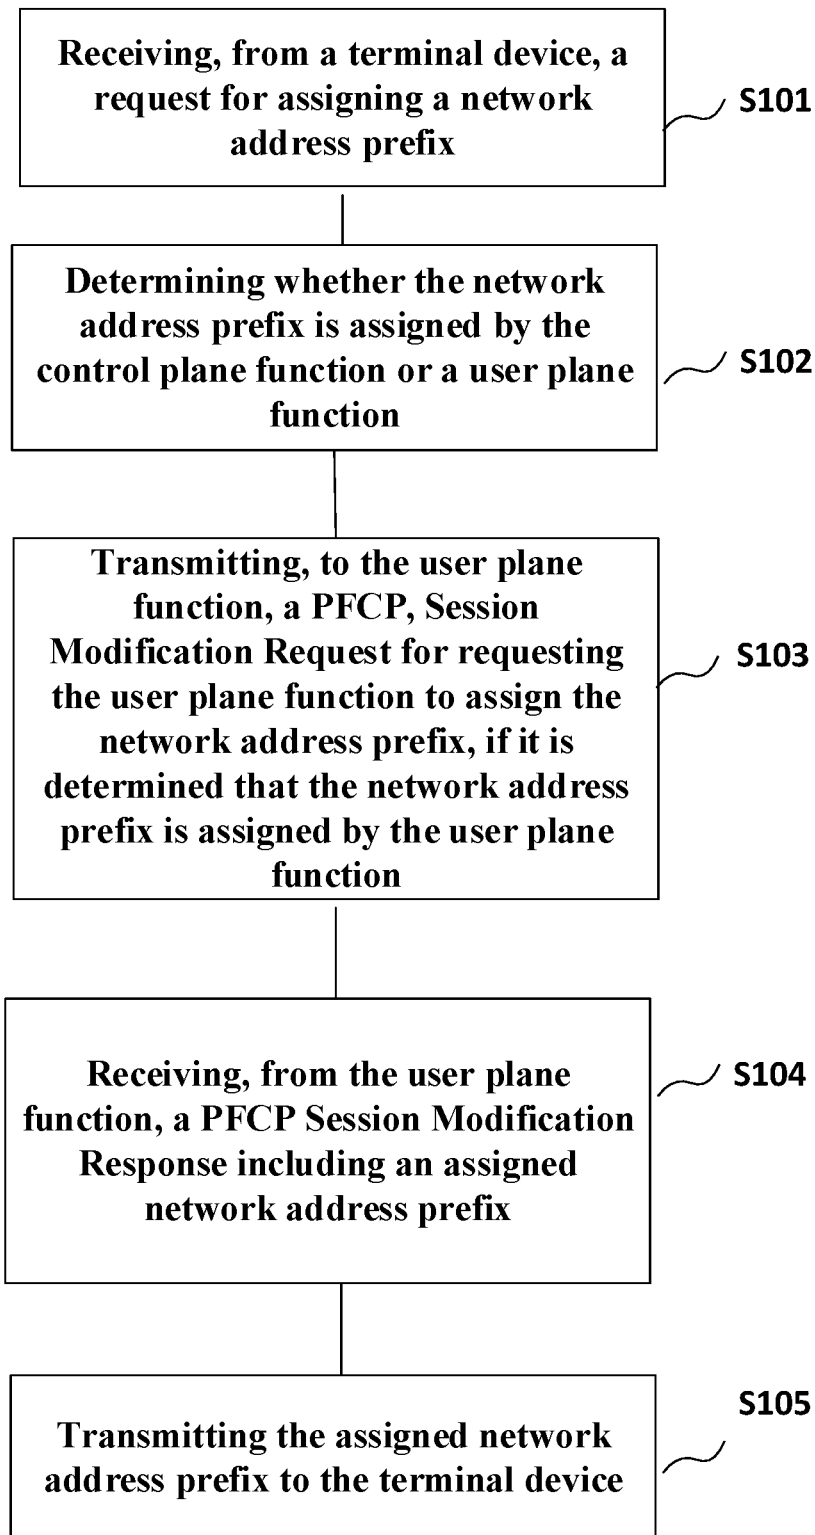 Receiving, from a terminal device, a
request for assigning a network
address prefix
S101
Determining whether the network
address prefix is assigned by the
control plane function or a user plane
function
S102
Transmitting, to the user plane
function, a PFCP, Session
Modification Request for requesting
the user plane function to assign the
network address prefix, if it is
determined that the network address
prefix is assigned by the user plane
function
S103
Receiving, from the user plane
function, a PFCP Session Modification
Response including an assigned
network address prefix
S104
Transmitting the assigned network
address prefix to the terminal device
S105